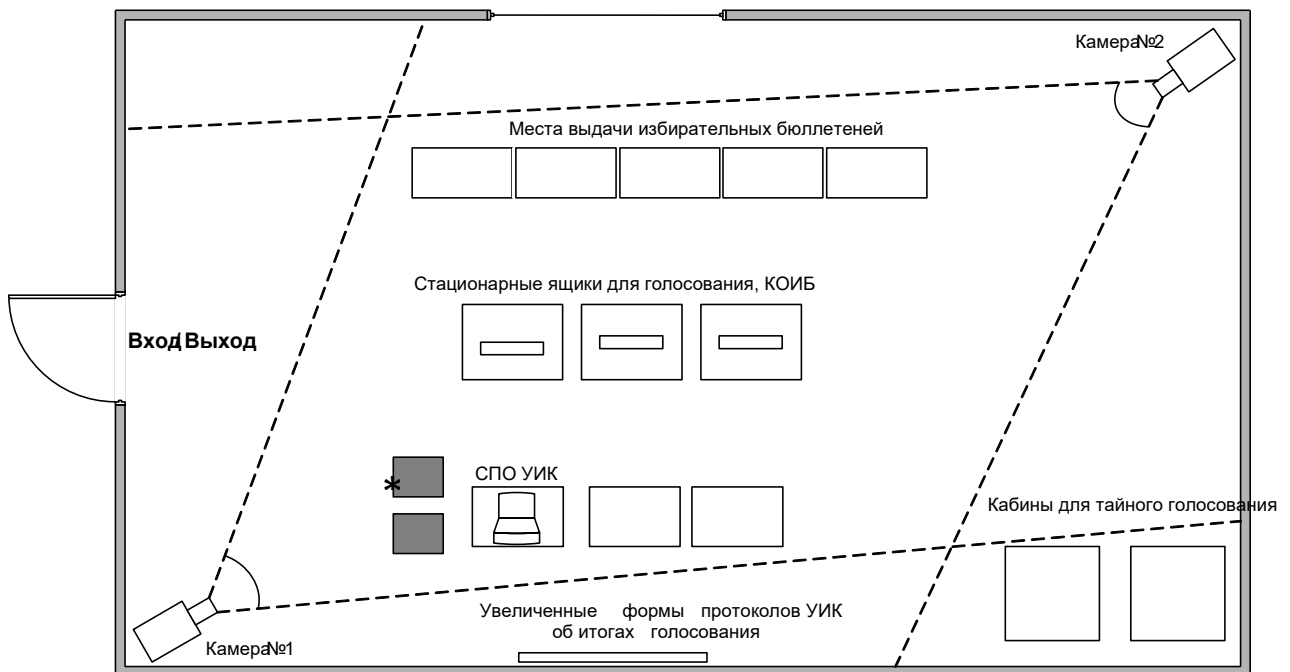 Камера№2
Места выдачи избирательных бюллетеней
Стационарные ящики для голосования, КОИБ
Вход/Выход
*
СПО УИК
Кабины для тайного голосования
Увеличенные формы протоколов УИК
об итогах голосования
Камера№1